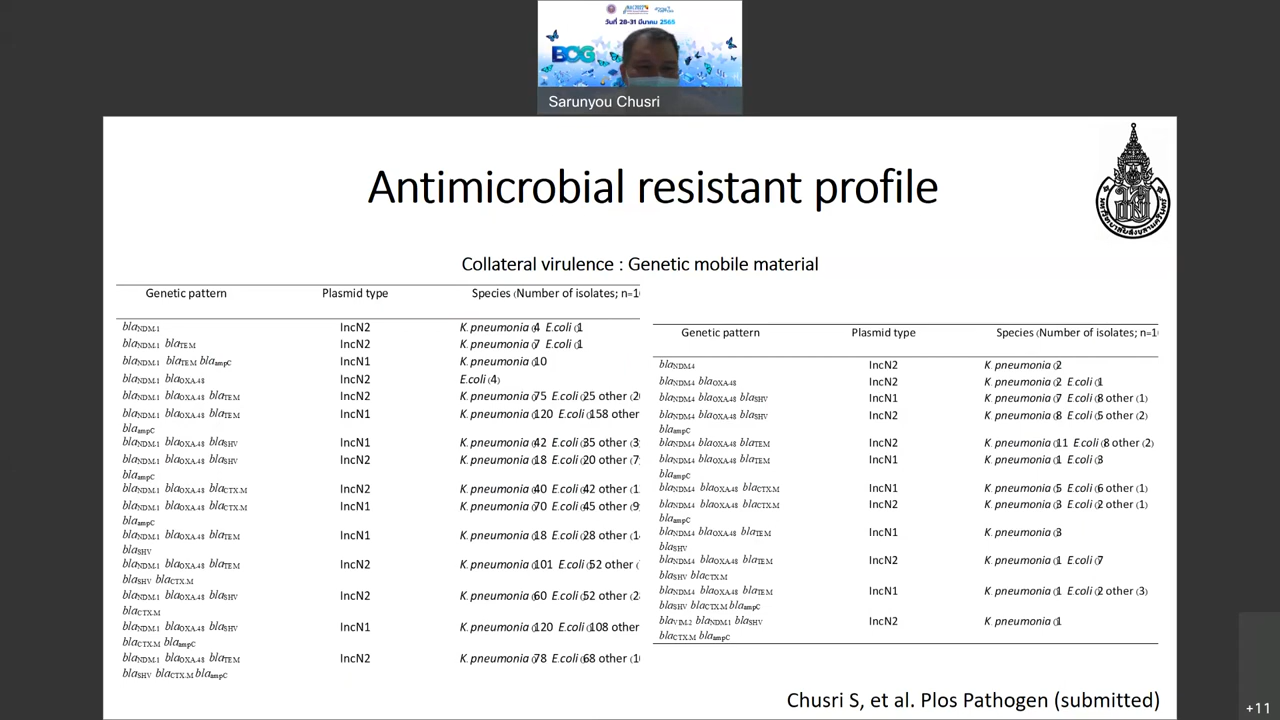 วันที่ 28-31 มีนาคม 2565
BCG
Sarunyou Chusri
Antimicrobial resistant profile
Collateral virulence : Genetic mobile material
Genetic pattern Plasmid type Species (Number of isolates; n=1
blaNDM.1 IncN2 K. pneumonia (4 E.coli (1
blaNDM.1 blaTEM IncN2 K. pneumonia (7 E.coli (1
blaNDM.1 blaTEM blaampC IncN1 K. pneumonia (10
blaNDM.1 blaOXA.48 IncN2 E.coli (4)
blaNDM.1 blaOXA.48 blaTEM IncN2 K. pneumonia (75 E.coli (25 other (20
blaNDM.1 blaOXA.48 blaTEM IncN1 K. pneumonia (120 E.coli (158 other
blaampC
blaNDM.1 blaOXA.48 blaSHV IncN1 K. pneumonia (42 E.coli (35 other (3
blaNDM.1 blaOXA.48 blaSHV IncN2 K. pneumonia (18 E.coli (20 other (7
blaampC
blaNDM.1 blaOXA.48 blaCTX.M IncN2 K. pneumonia (40 E.coli (42 other (1
blaNDM.1 blaOXA.48 blaCTX.M IncN1 K. pneumonia (70 E.coli (45 other (9
blaampC
blaNDM.1 blaOXA.48 blaTEM IncN1 K. pneumonia (18 E.coli (28 other (14
blaSHV
blaNDM.1 blaOXA.48 blaTEM IncN2 K. pneumonia (101 E.coli (52 other (
blaSHV blaCTX.M
blaNDM.1 blaOXA.48 blaSHV IncN2 K. pneumonia (60 E.coli (52 other (28
blaCTX.M
blaNDM.1 blaOXA.48 blaSHV IncN1 K. pneumonia (120 E.coli (108 other
blaCTX.M blaampC
blaNDM.1 blaOXA.48 blaTEM IncN2 K. pneumonia (78 E.coli (68 other (10
blaSHV blaCTX.M blaampC
Genetic pattern Plasmid type Species (Number of isolates; n=1
blaNDM.4 IncN2 K. pneumonia (2
blaNDM.4 blaOXA.48 IncN2 K. pneumonia (2 E.coli (1
blaNDM.4 blaOXA.48 blaSHV IncN1 K. pneumonia (7 E.coli (8 other (1)
blaNDM.4 blaOXA.48 blaSHV IncN2 K. pneumonia (8 E.coli (5 other (2)
blaampC
blaNDM.4 blaOXA.48 blaTEM IncN2 K. pneumonia (11 E.coli (8 other (2)
blaNDM.4 blaOXA.48 blaTEM IncN1 K. pneumonia (1 E.coli (3
blaampC
blaNDM.4 blaOXA.48 blaCTX.M IncN1 K. pneumonia (5 E.coli (6 other (1)
blaNDM.4 blaOXA.48 blaCTX.M IncN2 K. pneumonia (3 E.coli (2 other (1)
blaampC
blaNDM.4 blaOXA.48 blaTEM IncN1 K. pneumonia (3
blaSHV
blaNDM.4 blaOXA.48 blaTEM IncN2 K. pneumonia (1 E.coli (7
blaSHV blaCTX.M
blaNDM.4 blaOXA.48 blaTEM IncN1 K. pneumonia (1 E.coli (2 other (3)
blaSHV blaCTX.M blaampC
blaVIM.2 blaNDM.1 blaSHV IncN2 K. pneumonia (1
blaCTX.M blaampC
Chusri S, et al. Plos Pathogen (submitted)
+11